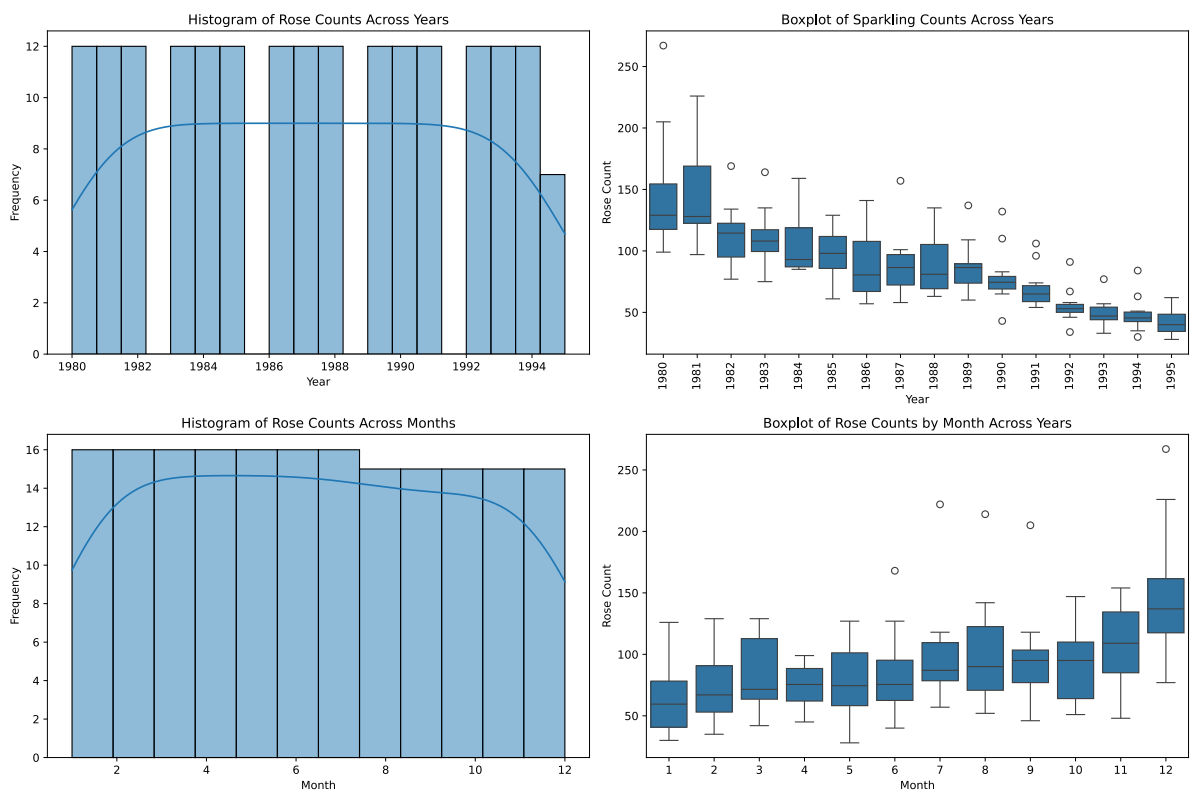 Histogram of Rose Counts Across Years
12
10
8
6
4
2
0
Frequency
1980 1982 1984 1986 1988 1990 1992 1994
Year
Boxplot of Sparkling Counts Across Years
250
200
150
100
50
Rose Count
1980 1981 1982 1983 1984 1985 1986 1987 1988 1989 1990 1991 1992 1993 1994 1995
Year
Histogram of Rose Counts Across Months
16
14
12
10
8
6
4
2
0
Frequency
2 4 6 8 10 12
Month
Boxplot of Rose Counts by Month Across Years
250
200
150
100
50
Rose Count
1 2 3 4 5 6 7 8 9 10 11 12
Month